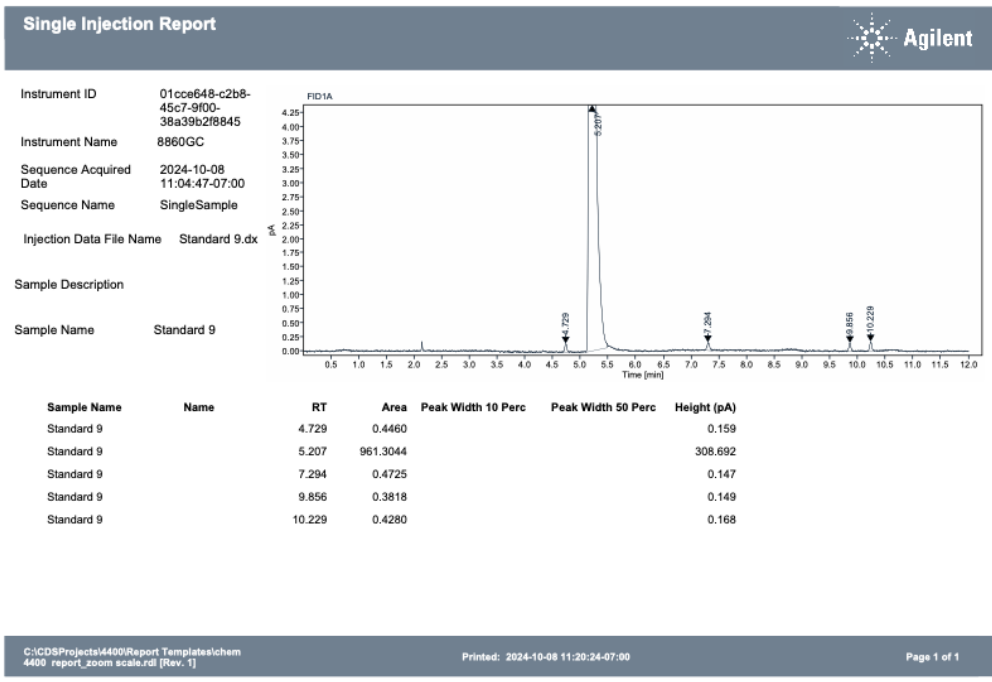 Single Injection Report
Agilent
Instrument ID 01cce648-c2b8-
45c7-9f00-
38a39b2f8845
Instrument Name 8860GC
Sequence Acquired 2024-10-08
Date 11:04:47-07:00
Sequence Name SingleSample
Injection Data File Name Standard 9.dx
Sample Description
Sample Name Standard 9
FID1A
pA
4.25
4.00
3.75
3.50
3.25
3.00
2.75
2.50
2.25
2.00
1.75
1.50
1.25
1.00
0.75
0.50
0.25
0.00
4.729
5.207
7.294
9.856
10.229
0.5 1.0 1.5 2.0 2.5 3.0 3.5 4.0 4.5 5.0 5.5 6.0 6.5 7.0 7.5 8.0 8.5 9.0 9.5 10.0 10.5 11.0 11.5 12.0
Time [min]
Sample Name Name RT Area Peak Width 10 Perc Peak Width 50 Perc Height (pA)
Standard 9 4.729 0.4460 0.159
Standard 9 5.207 961.3044 308.692
Standard 9 7.294 0.4725 0.147
Standard 9 9.856 0.3818 0.149
Standard 9 10.229 0.4280 0.168
C:\CDSProjects\4400\Report Templates\chem
4400 report_zoom scale.rdl [Rev. 1]
Printed: 2024-10-08 11:20:24-07:00
Page 1 of 1